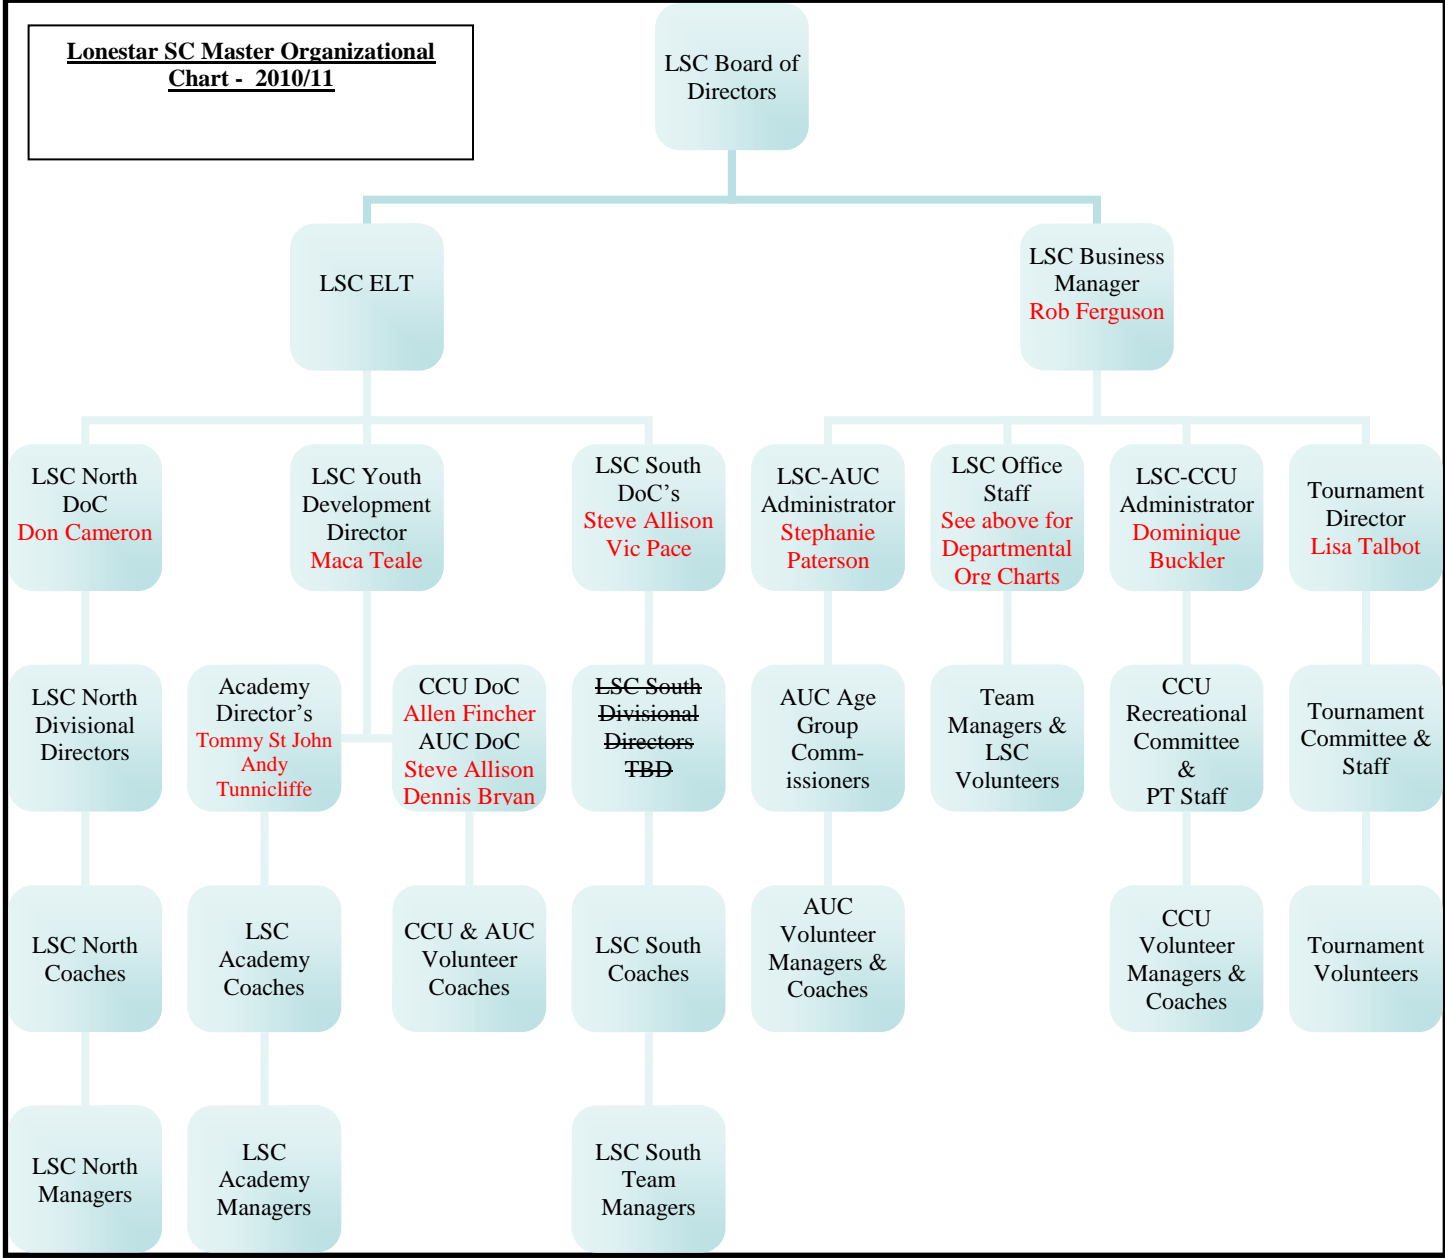 Lonestar SC Master Organizational
Chart -  2010/11
LSC Board of
Directors
LSC ELT
LSC Business
Manager
Rob Ferguson
LSC North
DoC
Don Cameron
LSC Youth
Development
Director
Maca Teale
LSC South
DoC's
Steve Allison
Vic Pace
LSC-AUC
Administrator
Stephanie
Paterson
LSC Office
Staff
See above for
Departmental
Org Charts
LSC-CCU
Administrator
Dominique
Buckler
Tournament
Director
Lisa Talbot
LSC North
Divisional
Directors
Academy
Director's
Tommy St John
Andy
Tunnicliffe
CCU DoC
Allen Fincher
AUC DoC
Steve Allison
Dennis Bryan
LSC South
Divisional
Directors
TBD
AUC Age
Group
Comm-
issioners
Team
Managers &
LSC
Volunteers
CCU
Recreational
Committee
&
PT Staff
Tournament
Committee &
Staff
LSC North
Coaches
LSC
Academy
Coaches
CCU & AUC
Volunteer
Coaches
LSC South
Coaches
AUC
Volunteer
Managers &
Coaches
CCU
Volunteer
Managers &
Coaches
Tournament
Volunteers
LSC North
Managers
LSC
Academy
Managers
LSC South
Team
Managers